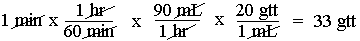 1 min x 1 hr / 60 min x 90 mL / 1 hr x 20 gtt / 1 mL = 33 gtt